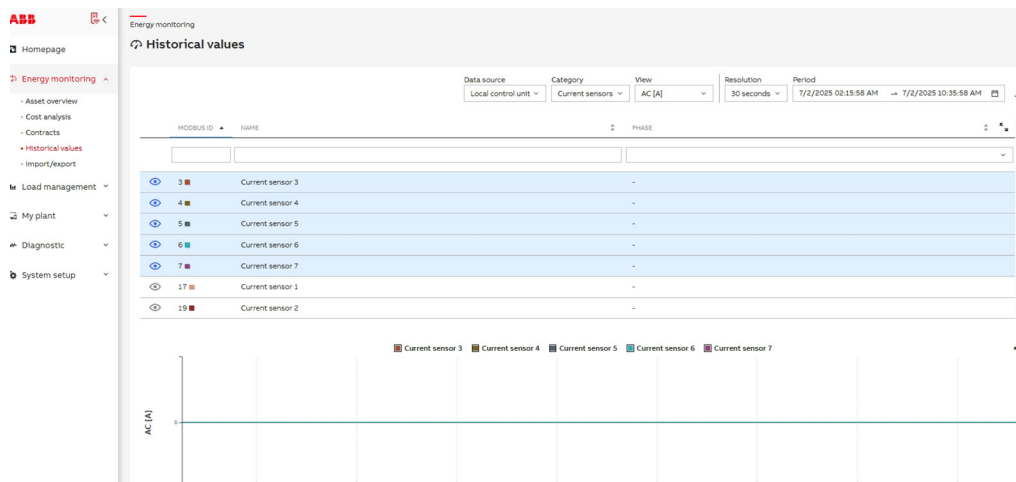 ABB
Energy monitoring
Historical values
Homepage
Energy monitoring
Asset overview
Cost analysis
Contracts
Historical values
Import/export
Load management
My plant
Diagnostic
System setup
Data source
Category
View
Resolution
Period
Local control unit
Current sensors
AC [A]
30 seconds
7/2/2025 02:15:58 AM → 7/2/2025 10:35:58 AM
MODBUS ID NAME PHASE
3 Current sensor 3 -
4 Current sensor 4 -
5 Current sensor 5 -
6 Current sensor 6 -
7 Current sensor 7 -
17 Current sensor 1 -
19 Current sensor 2 -
Current sensor 3 Current sensor 4 Current sensor 5 Current sensor 6 Current sensor 7
AC [A]
0